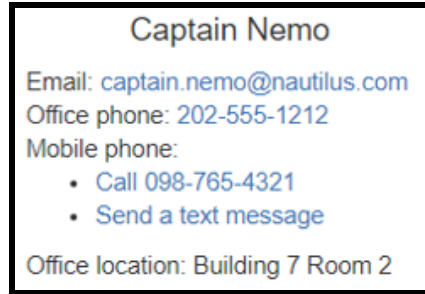 Captain Nemo
Email: captain.nemo@nautilus.com
Office phone: 202-555-1212
Mobile phone:
• Call 098-765-4321
• Send a text message
Office location: Building 7 Room 2